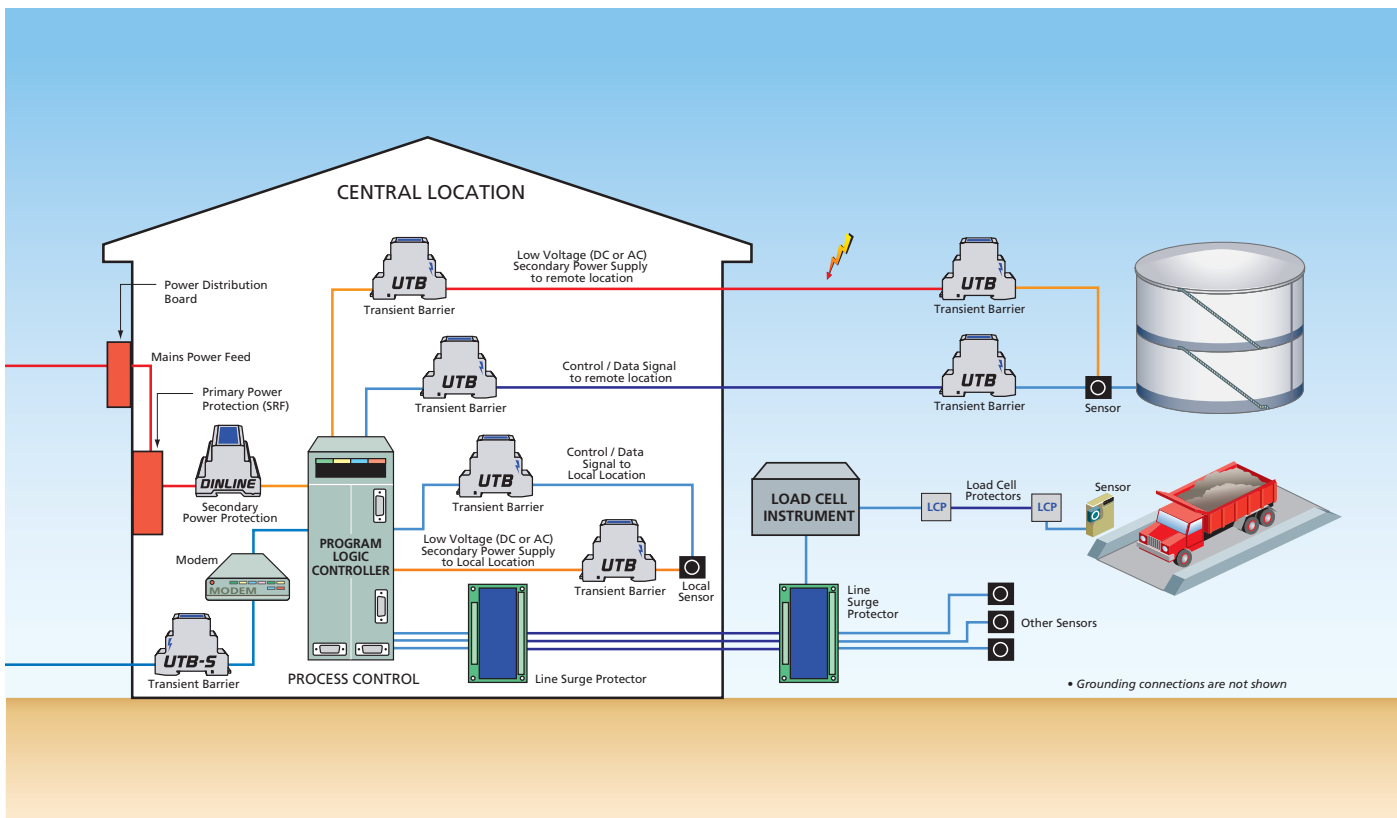 CENTRAL LOCATION
Power Distribution
Board
Mains Power Feed
Primary Power
Protection (SRF)
DINLINE
Secondary
Power Protection
Modem
MODEM
UTB-S
Transient Barrier
PROGRAM
LOGIC
CONTROLLER
PROCESS CONTROL
UTB
Transient Barrier
Low Voltage (DC or AC)
Secondary Power Supply
to remote location
UTB
Transient Barrier
UTB
Transient Barrier
Control / Data Signal
to remote location
UTB
Transient Barrier
Sensor
UTB
Transient Barrier
Control / Data
Signal to
Local Location
Low Voltage (DC or AC)
Secondary Power Supply
to Local Location
UTB
Transient Barrier
Local
Sensor
Line Surge Protector
LOAD CELL
INSTRUMENT
Load Cell
Protectors
LCP
LCP
Sensor
Line
Surge
Protector
Other Sensors
• Grounding connections are not shown